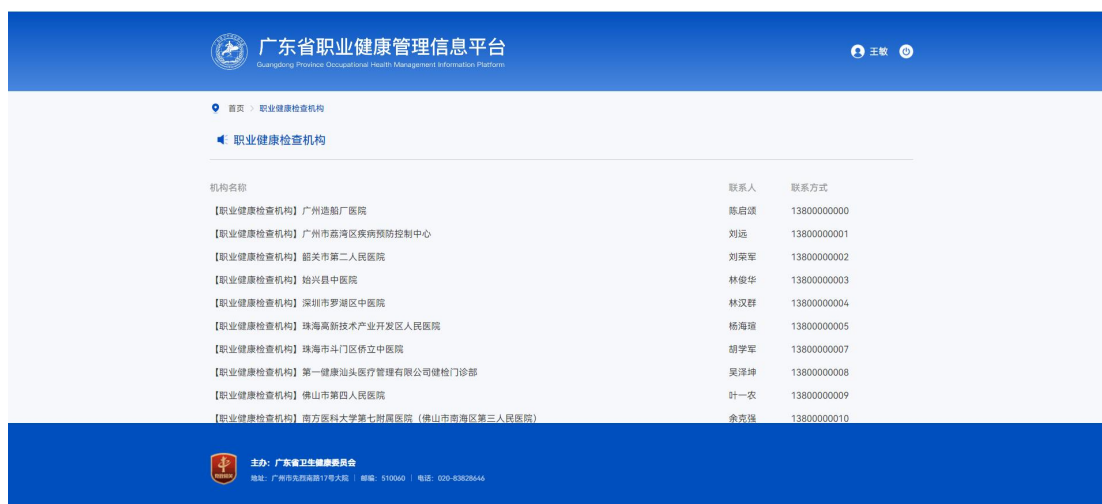 广东省职业健康管理信息平台
Guangdong Province Occupational Health Management Information Platform
王敏
首页 > 职业健康检查机构
职业健康检查机构
机构名称 联系人 联系方式
【职业健康检查机构】广州造船厂医院 陈启颂 13800000000
【职业健康检查机构】广州市荔湾区疾病预防控制中心 刘远 13800000001
【职业健康检查机构】韶关市第二人民医院 刘荣军 13800000002
【职业健康检查机构】始兴县中医院 林俊华 13800000003
【职业健康检查机构】深圳市罗湖区中医院 林汉群 13800000004
【职业健康检查机构】珠海高新技术产业开发区人民医院 杨海瑄 13800000005
【职业健康检查机构】珠海市斗门区侨立中医院 胡学军 13800000007
【职业健康检查机构】第一健康汕头医疗管理有限公司健检门诊部 吴泽坤 13800000008
【职业健康检查机构】佛山市第四人民医院 叶一农 13800000009
【职业健康检查机构】南方医科大学第七附属医院（佛山市南海区第三人民医院） 余克强 13800000010
主办：广东省卫生健康委员会
地址：广州市先烈南路17号大院 | 邮编：510060 | 电话：020-83828646